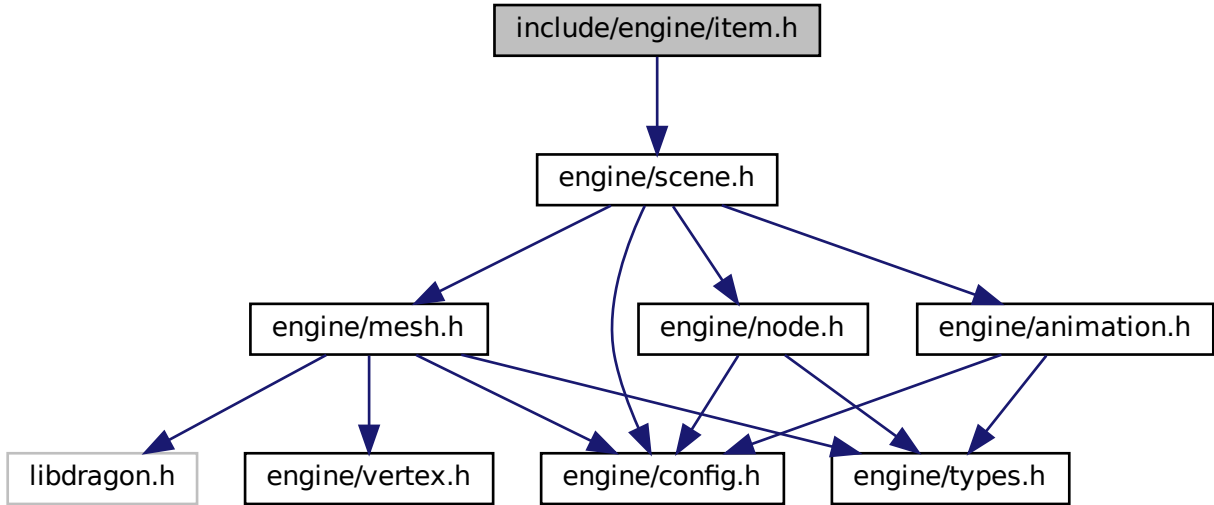 include/engine/item.h
engine/scene.h
engine/mesh.h
engine/node.h
engine/animation.h
libdragon.h
engine/vertex.h
engine/config.h
engine/types.h